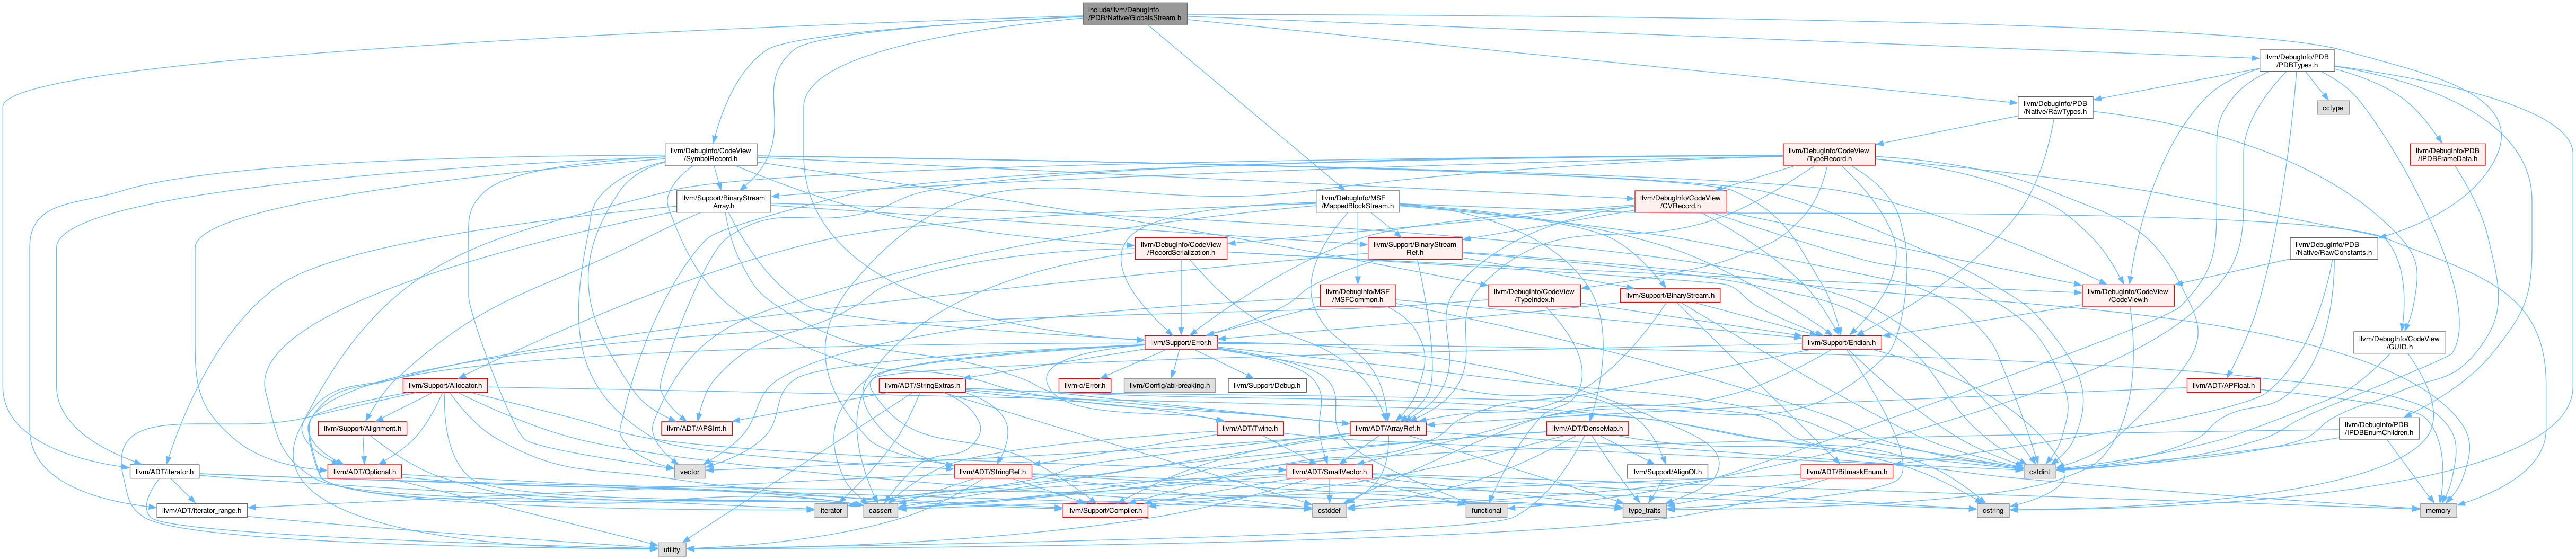 include/llvm/DebugInfo
/PDB/Native/GlobalsStream.h
llvm/DebugInfo/PDB
/PDBTypes.h
llvm/DebugInfo/PDB
/Native/RawTypes.h
cctype
llvm/DebugInfo/CodeView
/SymbolRecord.h
llvm/DebugInfo/CodeView
/TypeRecord.h
llvm/DebugInfo/PDB
/IPDBFrameData.h
llvm/Support/BinaryStream
Array.h
llvm/DebugInfo/MSF
/MappedBlockStream.h
llvm/DebugInfo/CodeView
/CVRecord.h
llvm/DebugInfo/CodeView
/RecordSerialization.h
llvm/Support/BinaryStream
Ref.h
llvm/DebugInfo/PDB
/Native/RawConstants.h
llvm/DebugInfo/MSF
/MSFCommon.h
llvm/DebugInfo/CodeView
/TypeIndex.h
llvm/Support/BinaryStream.h
llvm/DebugInfo/CodeView
/CodeView.h
llvm/Support/Error.h
llvm/Support/Endian.h
llvm/DebugInfo/CodeView
/GUID.h
llvm/Support/Allocator.h
llvm/ADT/StringExtras.h
llvm-c/Error.h
llvm/Config/abi-breaking.h
llvm/Support/Debug.h
llvm/ADT/APFloat.h
llvm/Support/Alignment.h
llvm/ADT/APSInt.h
llvm/ADT/Twine.h
llvm/ADT/ArrayRef.h
llvm/ADT/DenseMap.h
llvm/DebugInfo/PDB
/IPDBEnumChildren.h
llvm/ADT/iterator.h
llvm/ADT/Optional.h
vector
llvm/ADT/StringRef.h
llvm/ADT/SmallVector.h
llvm/Support/AlignOf.h
llvm/ADT/BitmaskEnum.h
cstdint
llvm/ADT/iterator_range.h
iterator
cassert
llvm/Support/Compiler.h
cstddef
functional
type_traits
cstring
memory
utility